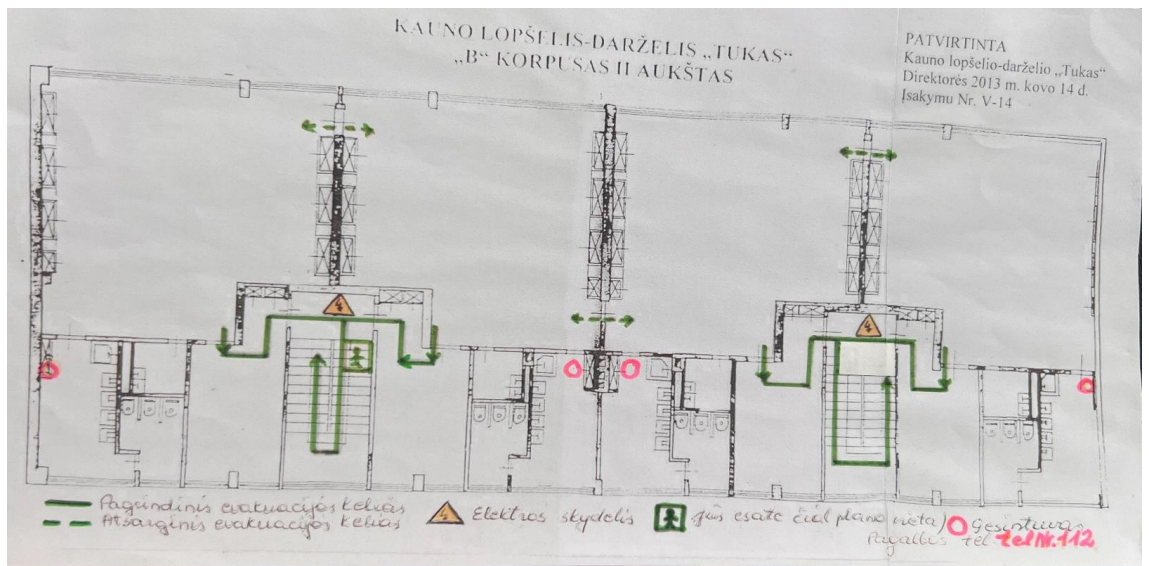 KAUNO LOPŠELIS-DARŽELIS „TUKAS“
„B“ KORPUSAS II AUKŠTAS
PATVIRTINTA
Kauno lopšelio-darželio „Tukas“
Direktorės 2013 m. kovo 14 d.
Įsakymu Nr. V-14
Pagrindinis evakuacijos kelias
Atsarginis evakuacijos kelias
Elektros skydelis
Jūs esate čia(plano vieta)
Gesintuvas
Pagalbos tel tel Nr. 112